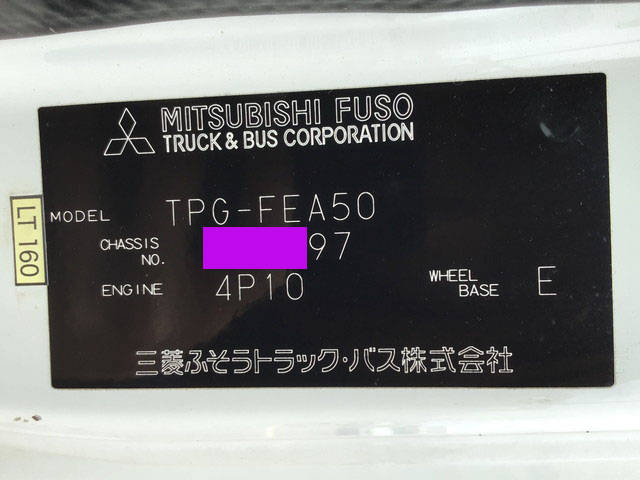 MITSUBISHI FUSO
TRUCK & BUS CORPORATION
LT 160
MODEL TPG-FEA50
CHASSIS NO. 97
ENGINE 4P10
WHEEL BASE E
三菱ふそうトラック・バス株式会社